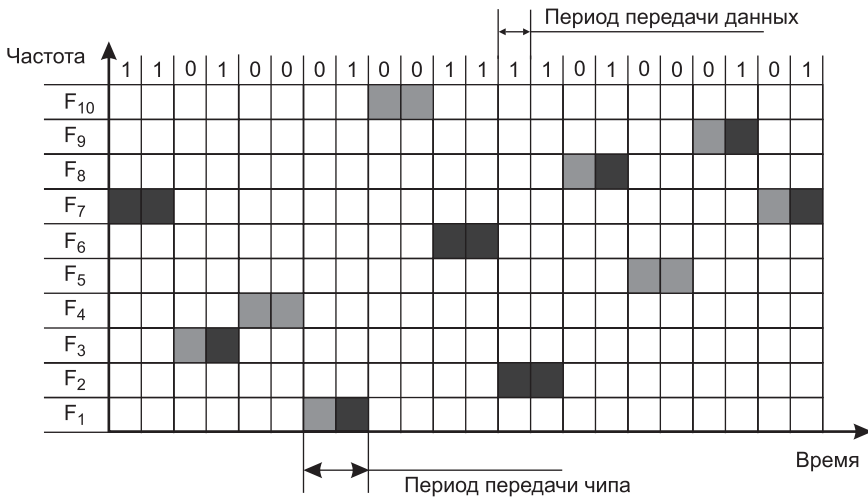 Период передачи данных
Частота
1 1 0 1 0 0 0 1 0 0 1 1 1 1 0 1 0 0 0 1 0 1
F10
F9
F8
F7
F6
F5
F4
F3
F2
F1
Время
Период передачи чипа